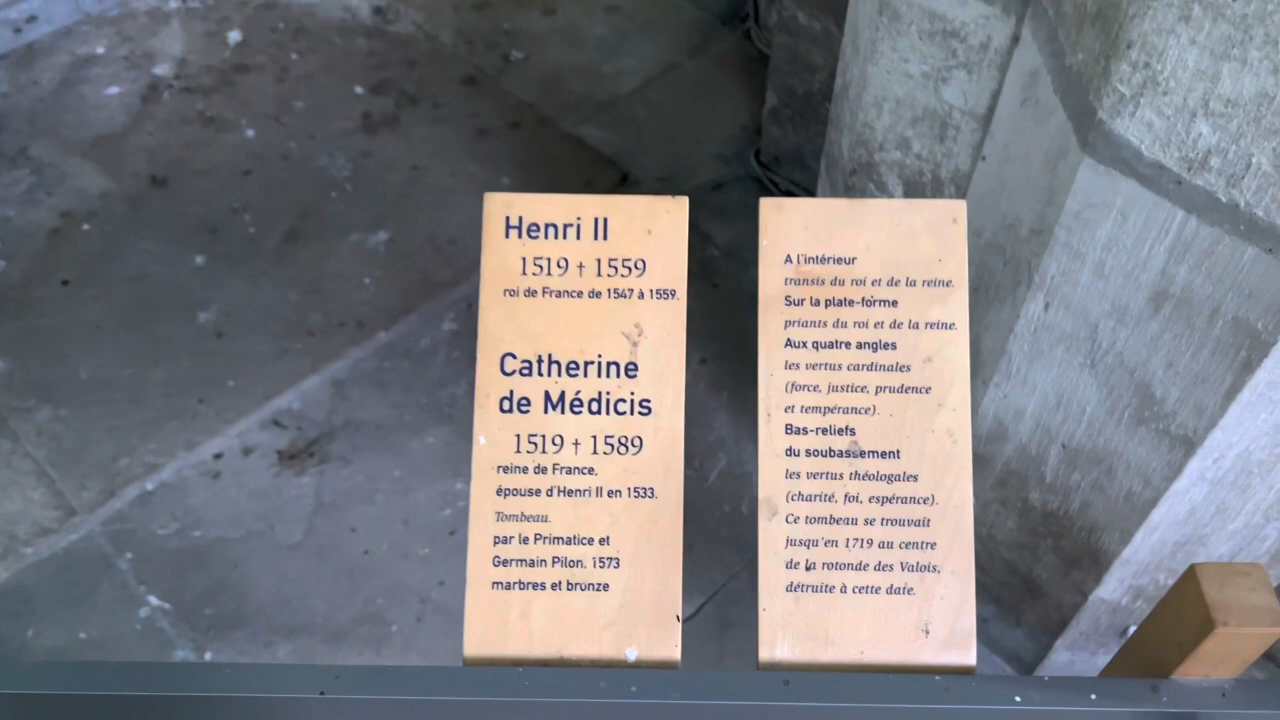 Henri II
1519 † 1559
roi de France de 1547 à 1559.
Catherine
de Médicis
1519 † 1589
reine de France,
épouse d'Henri II en 1533.
Tombeau.
par le Primatice et
Germain Pilon. 1573
marbres et bronze
A l'intérieur
transis du roi et de la reine.
Sur la plate-forme
priants du roi et de la reine.
Aux quatre angles
les vertus cardinales
(force, justice, prudence
et tempérance).
Bas-reliefs
du soubassement
les vertus théologales
(charité, foi, espérance).
Ce tombeau se trouvait
jusqu'en 1719 au centre
de la rotonde des Valois,
détruite à cette date.